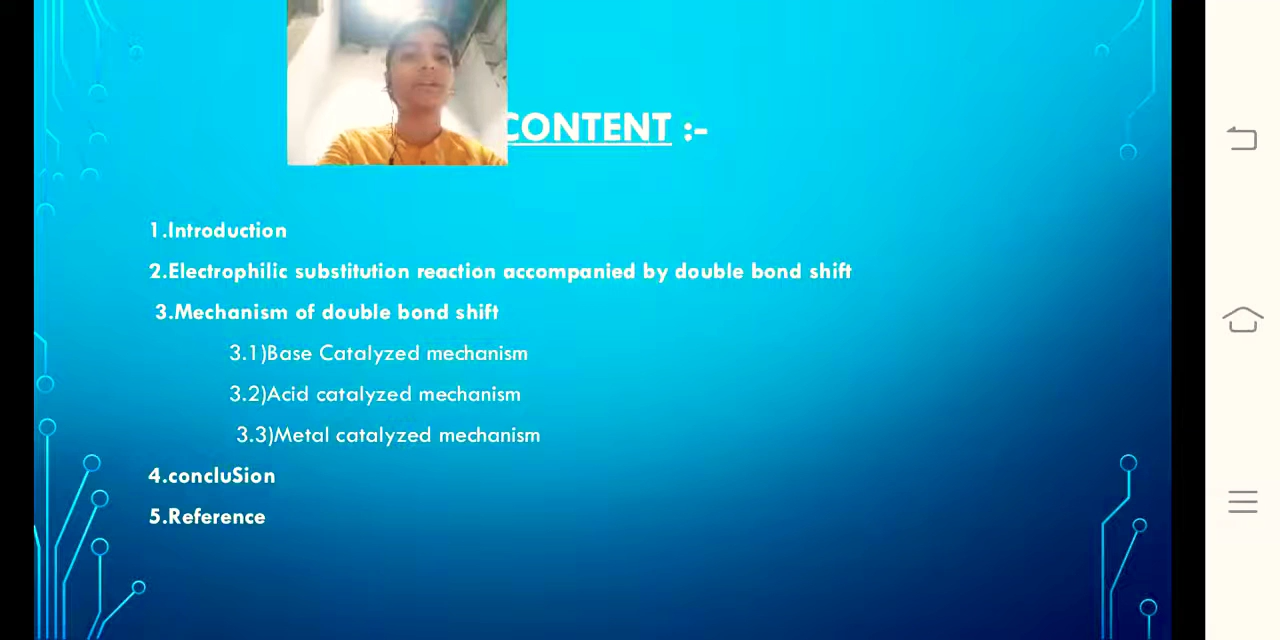 CONTENT :-
1.Introduction
2.Electrophilic substitution reaction accompanied by double bond shift
3.Mechanism of double bond shift
3.1)Base Catalyzed mechanism
3.2)Acid catalyzed mechanism
3.3)Metal catalyzed mechanism
4.concluSion
5.Reference